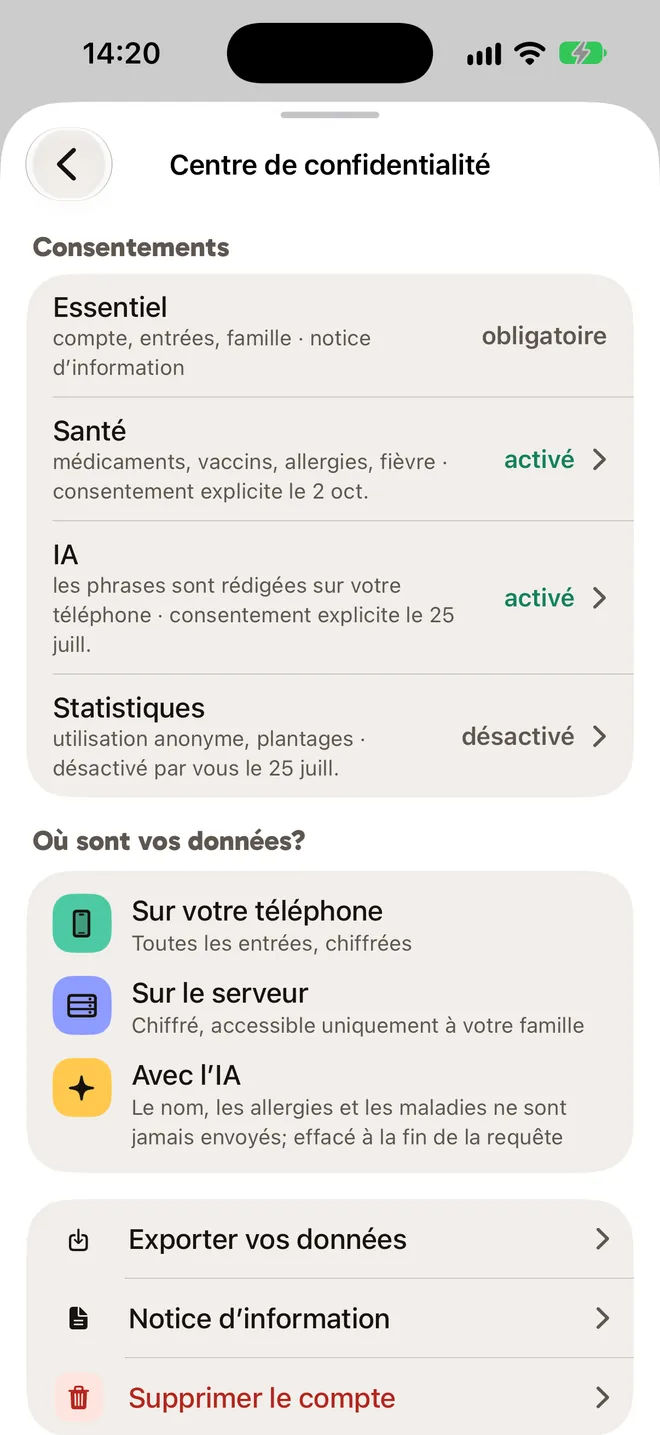 14:20
Centre de confidentialité
Consentements
Essentiel
compte, entrées, famille · notice
d’information
obligatoire
Santé
médicaments, vaccins, allergies, fièvre ·
consentement explicite le 2 oct.
activé
IA
les phrases sont rédigées sur votre
téléphone · consentement explicite le 25
juill.
activé
Statistiques
utilisation anonyme, plantages ·
désactivé par vous le 25 juill.
désactivé
Où sont vos données?
Sur votre téléphone
Toutes les entrées, chiffrées
Sur le serveur
Chiffré, accessible uniquement à votre famille
Avec l’IA
Le nom, les allergies et les maladies ne sont
jamais envoyés; effacé à la fin de la requête
Exporter vos données
Notice d’information
Supprimer le compte